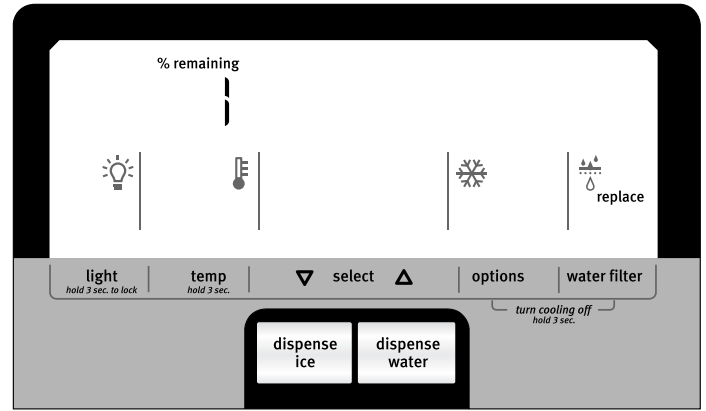 % remaining
1
replace
light
hold 3 sec. to lock
temp
hold 3 sec.
select
options
water filter
turn cooling off
hold 3 sec.
dispense
ice
dispense
water